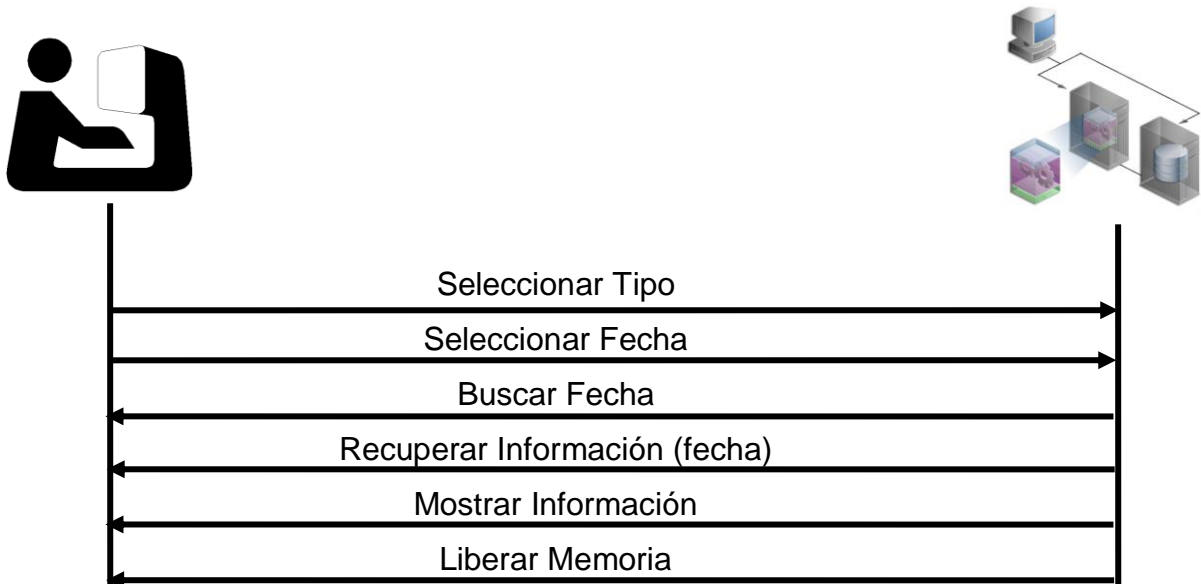 Seleccionar Tipo
Seleccionar Fecha
Buscar Fecha
Recuperar Información (fecha)
Mostrar Información
Liberar Memoria